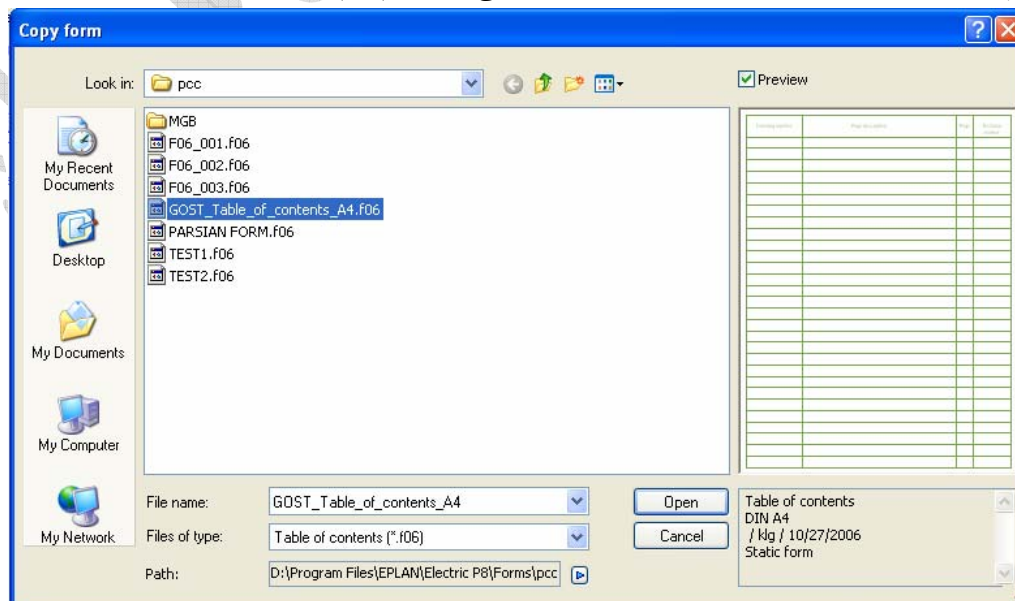 Copy form
Look in:
pcc
Preview
MGB
F06_001.f06
F06_002.f06
F06_003.f06
GOST_Table_of_contents_A4.f06
PARSIAN FORM.f06
TEST1.f06
TEST2.f06
My Recent
Documents
Desktop
My Documents
My Computer
My Network
File name:
GOST_Table_of_contents_A4
Open
Files of type:
Table of contents (*.f06)
Cancel
Path:
D:\Program Files\EPLAN\Electric P8\Forms\pcc
Table of contents
DIN A4
/ klg / 10/27/2006
Static form